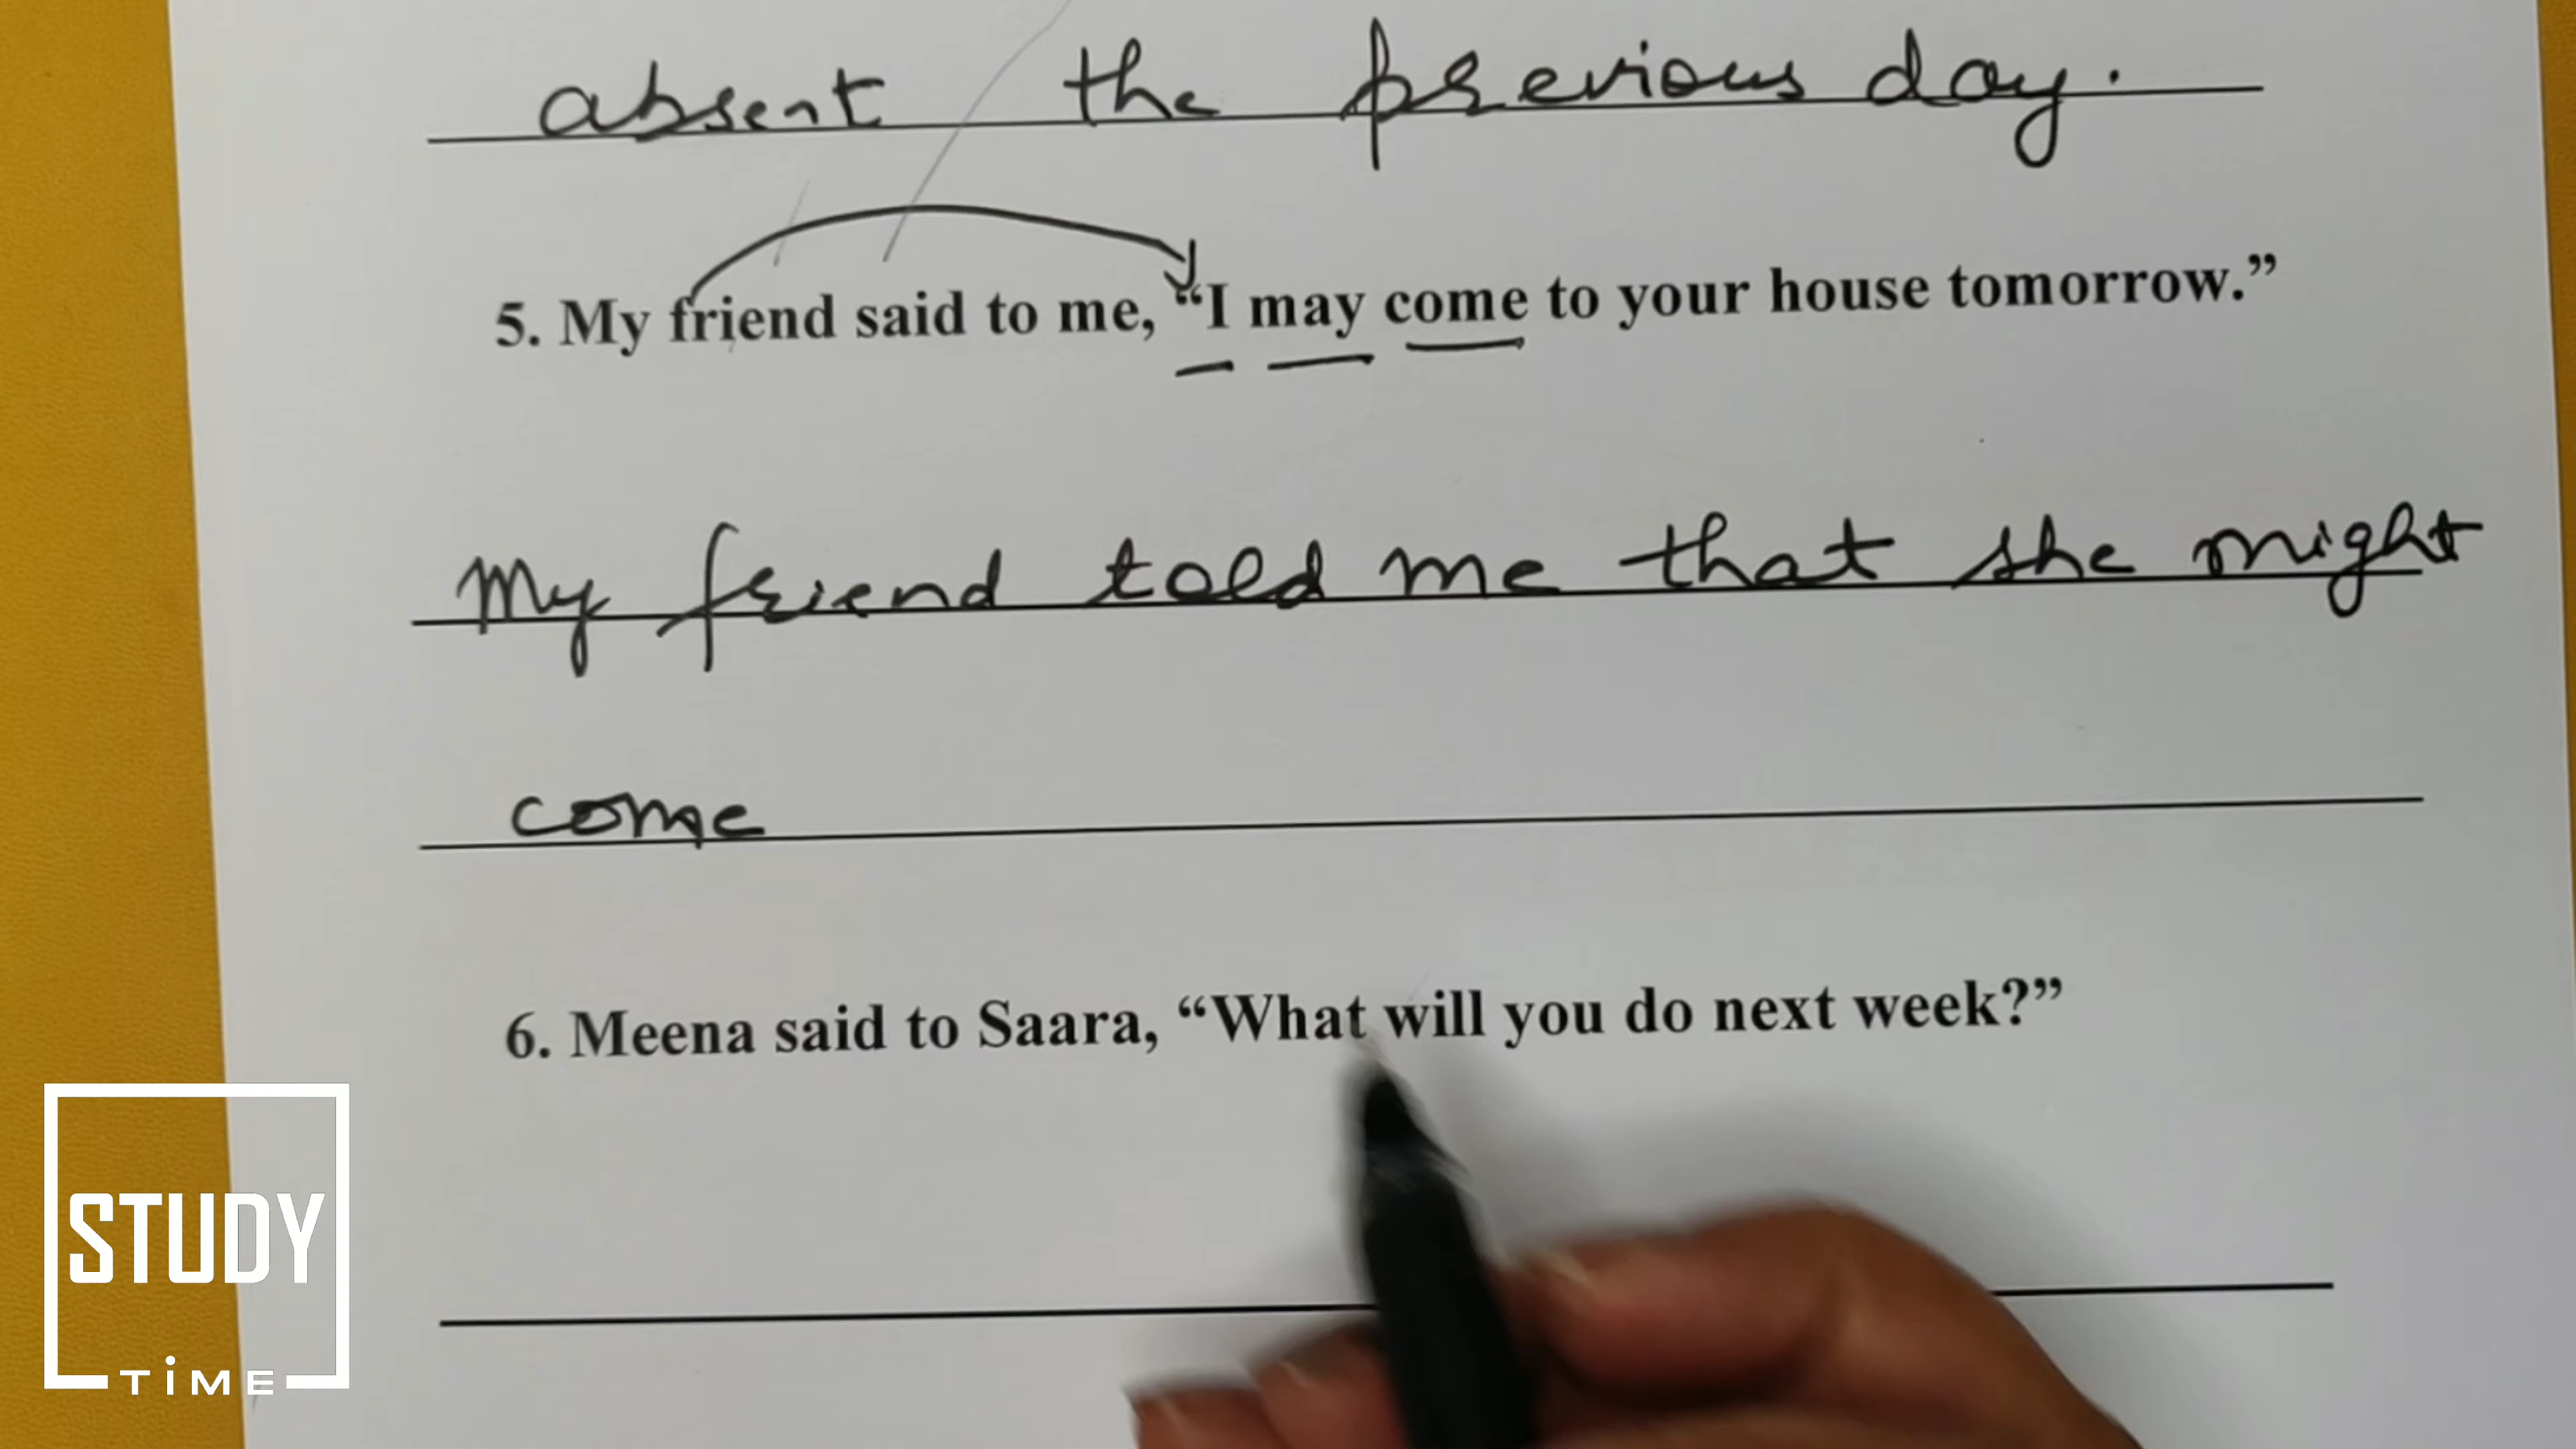 absent the previous day.
5. My friend said to me, “I may come to your house tomorrow.”
My friend told me that she might
come
6. Meena said to Saara, “What will you do next week?”
STUDY
TiME